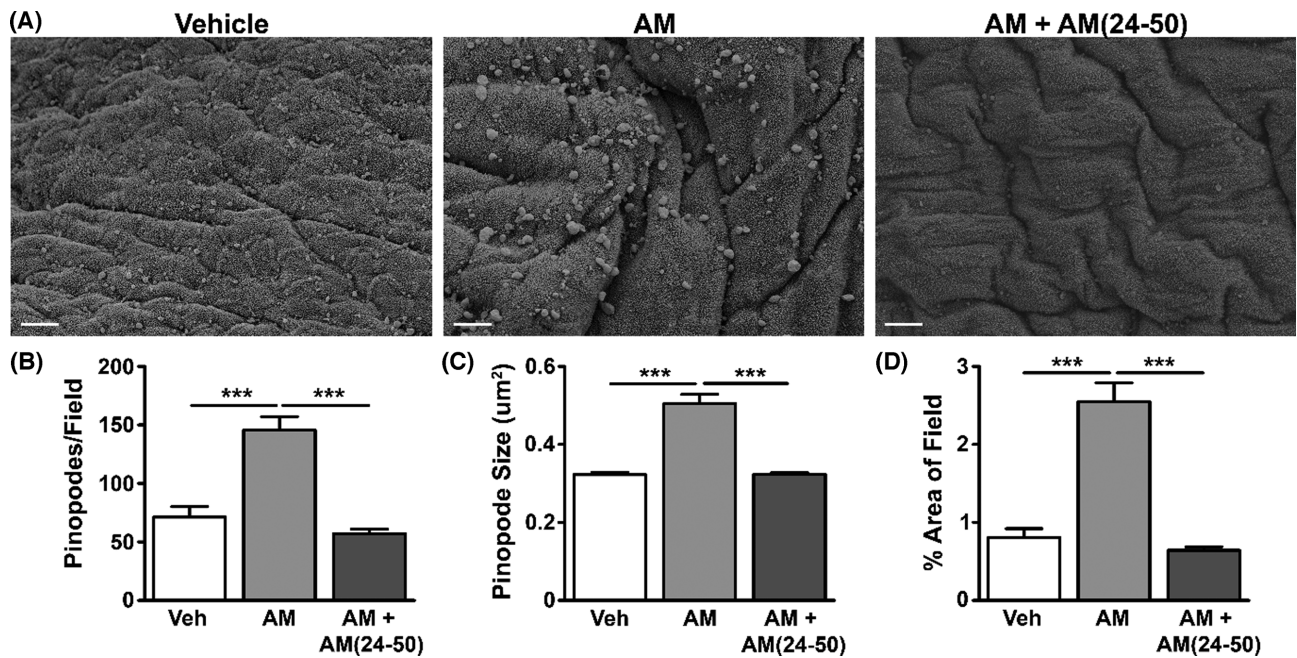 (A) Vehicle AM AM + AM(24-50)
(B) (C) (D)
Pinopodes/Field
200
150
100
50
0
*** ***
Veh AM AM +
AM(24-50)
Pinopode Size (um²)
0.6
0.4
0.2
0
*** ***
Veh AM AM +
AM(24-50)
% Area of Field
3
2
1
0
*** ***
Veh AM AM +
AM(24-50)